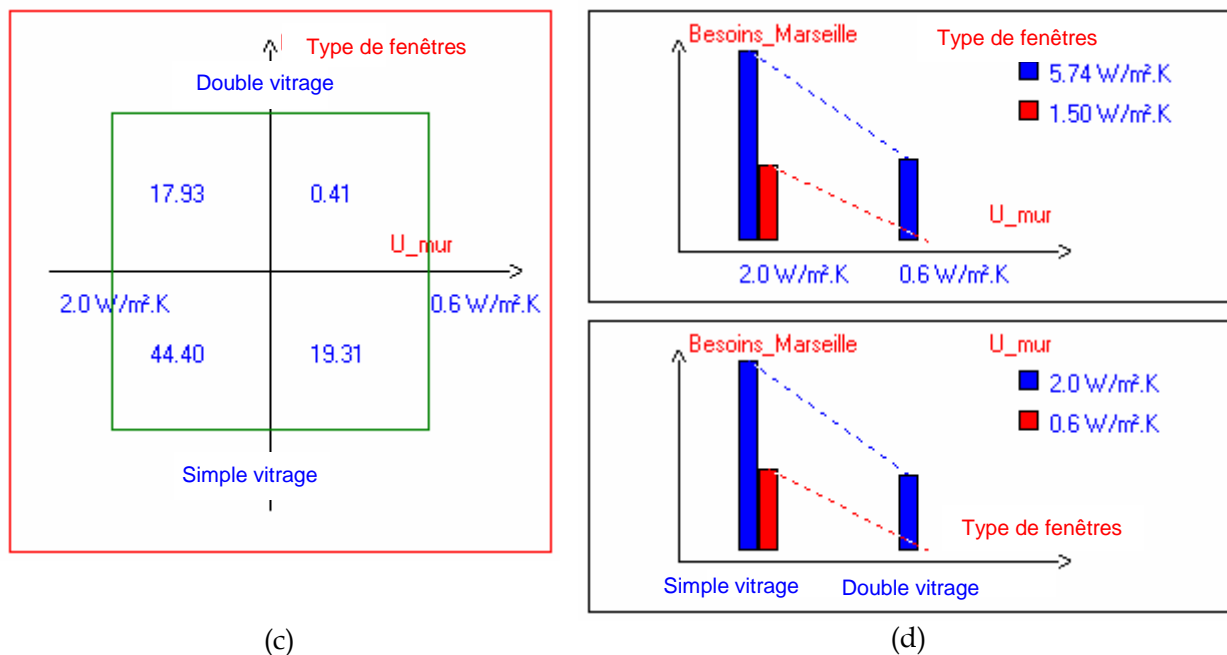 Type de fenêtres
Double vitrage
17.93 0.41
U_mur
2.0 W/m².K 0.6 W/m².K
44.40 19.31
Simple vitrage
(c)
Besoins_Marseille Type de fenêtres
5.74 W/m².K
1.50 W/m².K
U_mur
2.0 W/m².K 0.6 W/m².K
Besoins_Marseille U_mur
2.0 W/m².K
0.6 W/m².K
Type de fenêtres
Simple vitrage Double vitrage
(d)